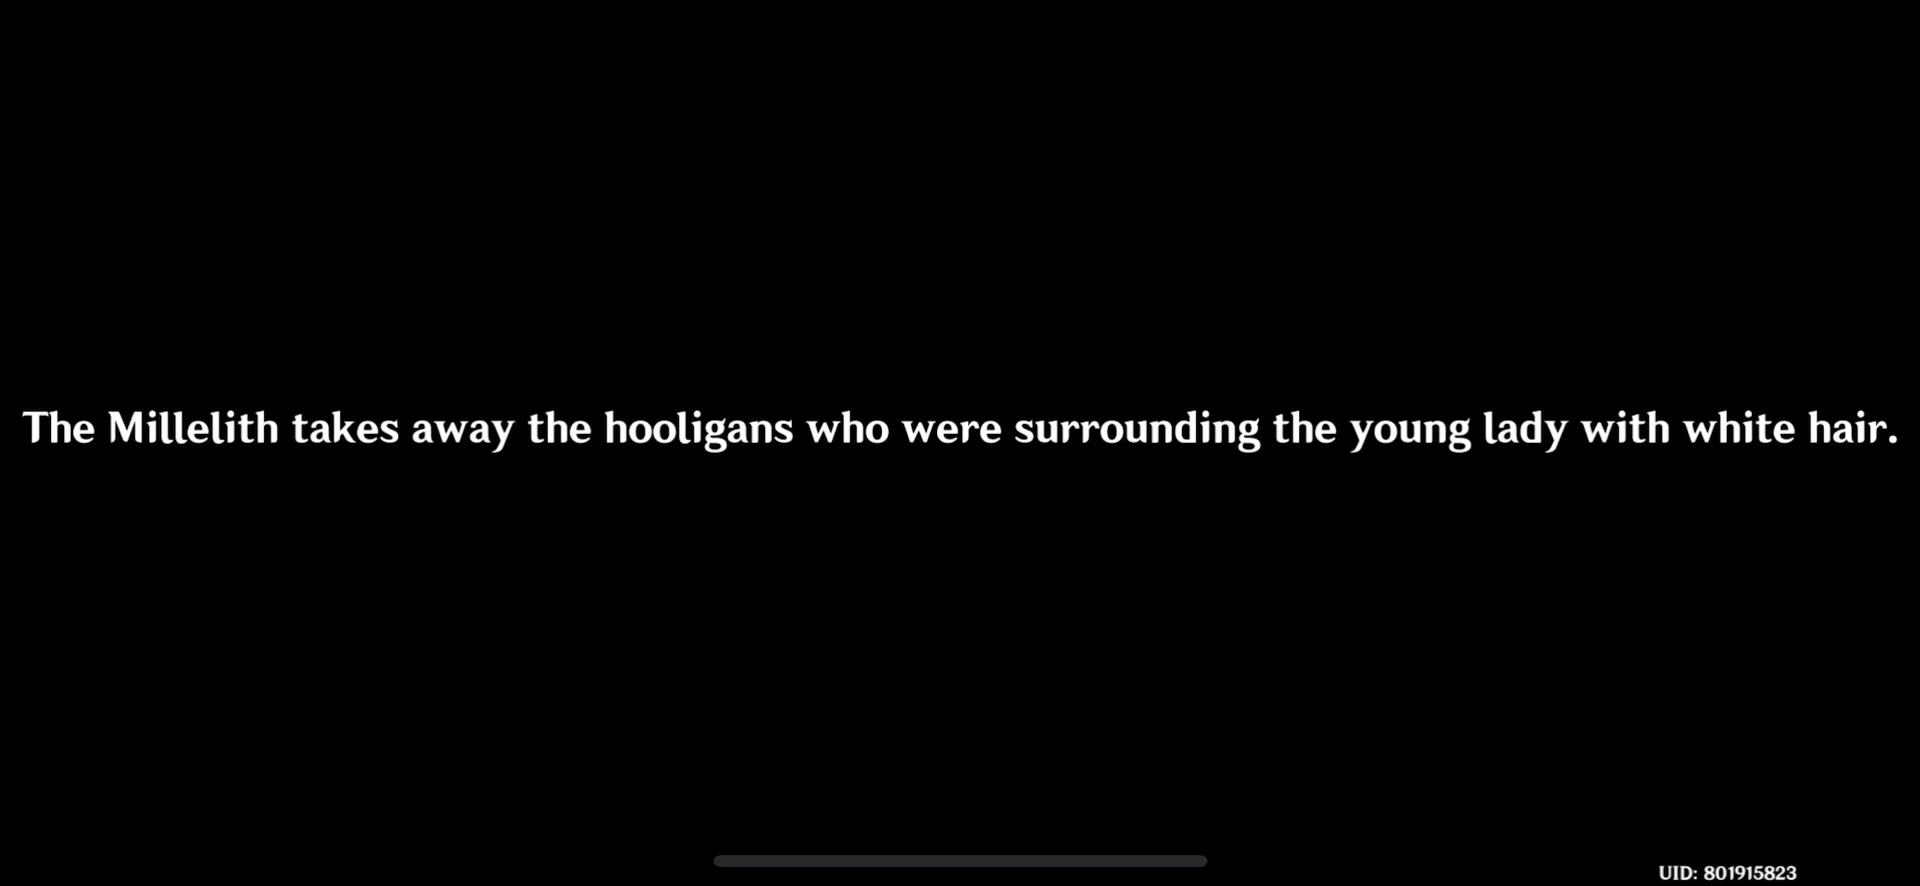 The Millelith takes away the hooligans who were surrounding the young lady with white hair.
UID: 801915823